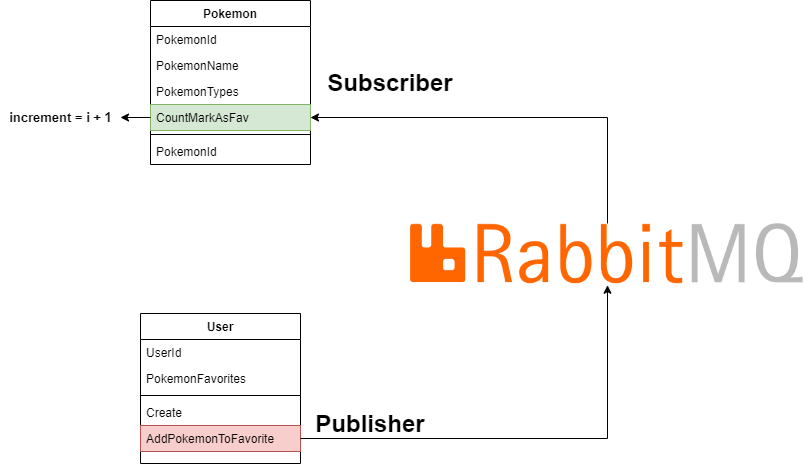 Pokemon
PokemonId
PokemonName
PokemonTypes
CountMarkAsFav
PokemonId
increment = i + 1
Subscriber
RabbitMQ
User
UserId
PokemonFavorites
Create
AddPokemonToFavorite
Publisher